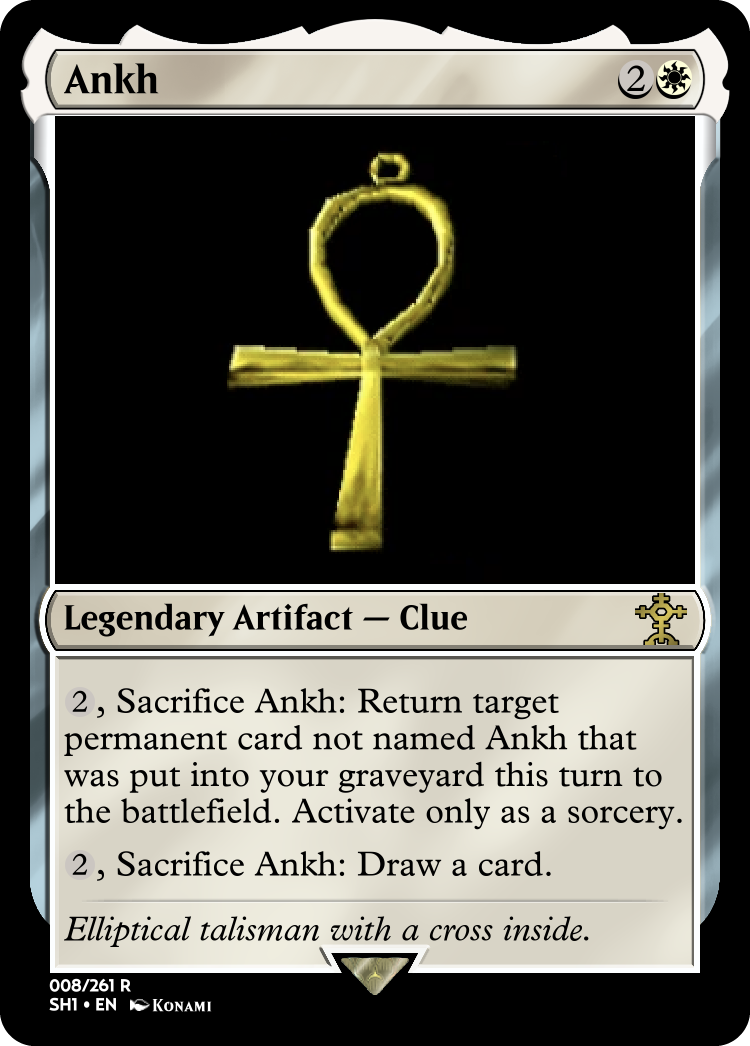 Ankh 2
Legendary Artifact — Clue
2, Sacrifice Ankh: Return target
permanent card not named Ankh that
was put into your graveyard this turn to
the battlefield. Activate only as a sorcery.
2, Sacrifice Ankh: Draw a card.
Elliptical talisman with a cross inside.
008/261 R
SH1 • EN KONAMI